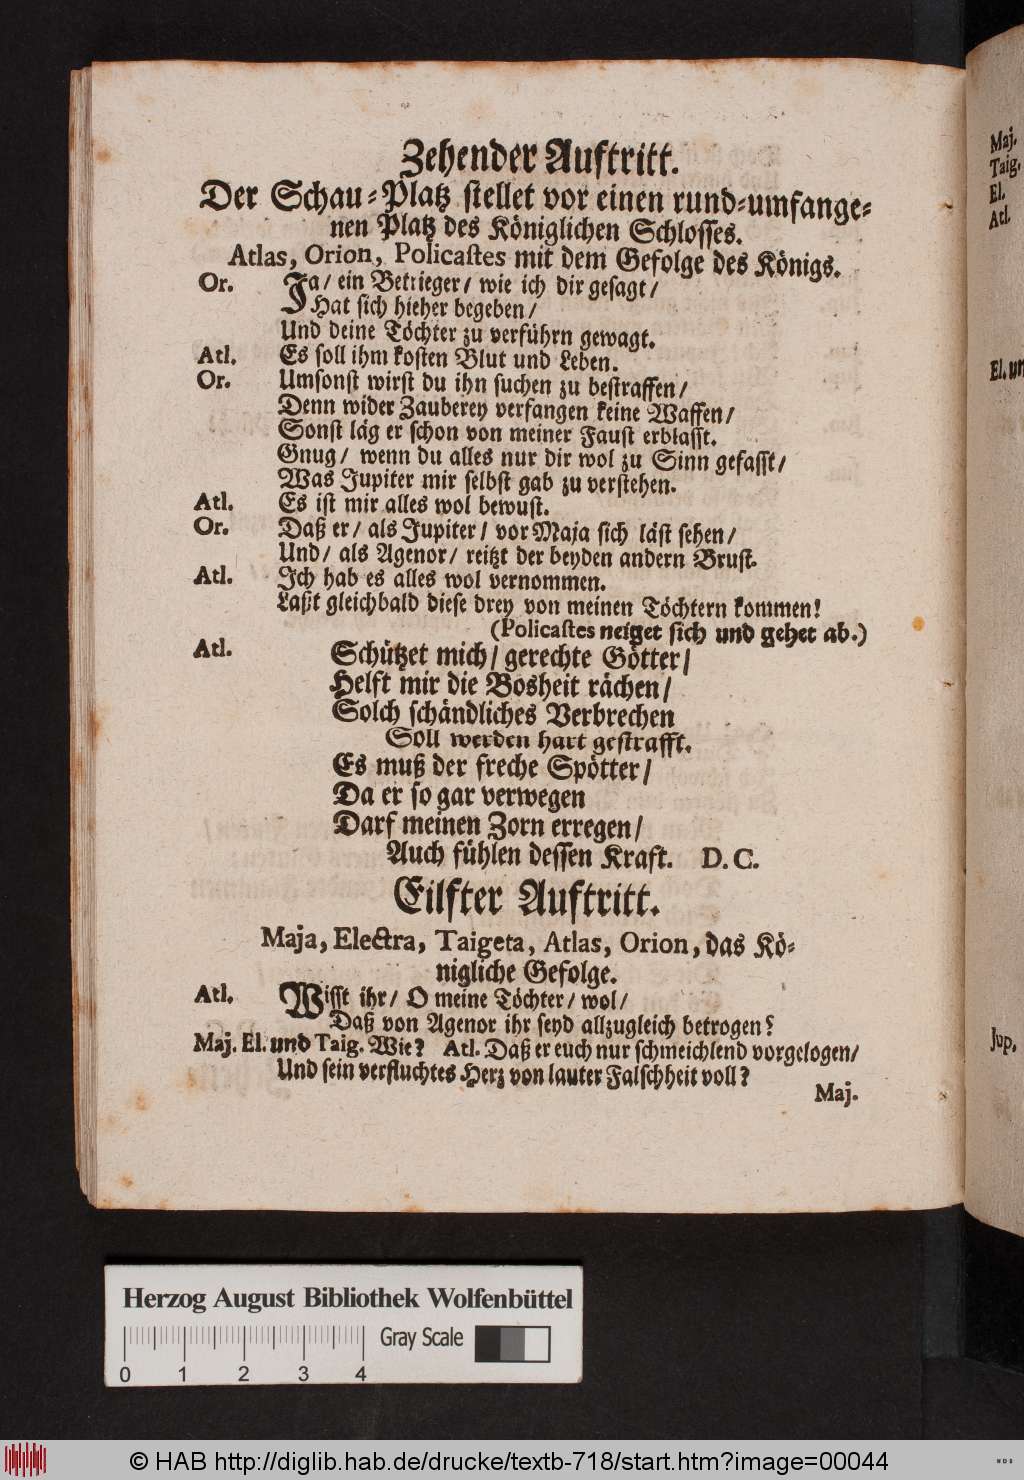 Zehender Auftritt.
Der Schau-Platz stellet vor einen rund-umfange-
nen Platz des Königlichen Schlosses.
Atlas, Orion, Policastes mit dem Gefolge des Königs.
Or. Ja/ ein Betrieger/ wie ich dir gesagt/
Hat sich hieher begeben/
Und deine Töchter zu verführn gewagt.
Atl. Es soll ihm kosten Blut und Leben.
Or. Umsonst wirst du ihn suchen zu bestraffen/
Denn wider Zauberey verfangen keine Waffen/
Sonst läg er schon von meiner Faust erblasst.
Gnug/ wenn du alles nur dir wol zu Sinn gefasst/
Was Jupiter mir selbst gab zu verstehen.
Atl. Es ist mir alles wol bewust.
Or. Daß er/ als Jupiter/ vor Maja sich läst sehen/
Und/ als Agenor/ reitzt der beyden andern Brust.
Atl. Ich hab es alles wol vernommen.
Laßt gleichbald diese drey von meinen Töchtern kommen!
(Policastes neiget sich und gehet ab.)
Atl. Schützet mich/ gerechte Götter/
Helft mir die Bosheit rächen/
Solch schändliches Verbrechen
Soll werden hart gestrafft.
Es muß der freche Spötter/
Da er so gar verwegen
Darf meinen Zorn erregen/
Auch fühlen dessen Kraft. D.C.
Eilfter Auftritt.
Maja, Electra, Taigeta, Atlas, Orion, das Kö-
nigliche Gefolge.
Atl. Wisst ihr/ O meine Töchter/ wol/
Daß von Agenor ihr seyd allzugleich betrogen?
Maj. El. und Taig. Wie? Atl. Daß er euch nur schmeichlend vorgelogen/
Und sein verfluchtes Herz von lauter Falschheit voll?
Maj.
Maj.
Taig.
El.
Atl.
El. un
Jup.
Herzog August Bibliothek Wolfenbüttel
Gray Scale
0 1 2 3 4
© HAB http://diglib.hab.de/drucke/textb-718/start.htm?image=00044